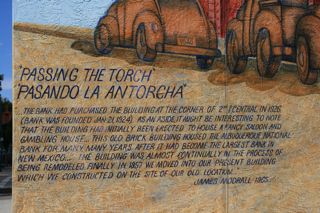 "PASSING THE TORCH"
"PASANDO LA ANTORCHA"
"...THE BANK HAD PURCHASED THE BUILDING AT THE CORNER OF 2ND & CENTRAL IN 1926
(BANK WAS FOUNDED JAN 21, 1924). AS AN ASIDE IT MIGHT BE INTERESTING TO NOTE
THAT THE BUILDING HAD INITIALLY BEEN ERECTED TO HOUSE A FANCY SALOON AND
GAMBLING HOUSE... THIS OLD BRICK BUILDING HOUSED THE ALBUQUERQUE NATIONAL
BANK FOR MANY, MANY YEARS, AFTER IT HAD BECOME THE LARGEST BANK IN
NEW MEXICO... THE BUILDING WAS ALMOST CONTINUALLY IN THE PROCESS OF
BEING REMODELED. FINALLY IN 1957 WE MOVED INTO OUR PRESENT BUILDING
WHICH WE CONSTRUCTED ON THE SITE OF OUR OLD LOCATION..."
JAMES MODRALL